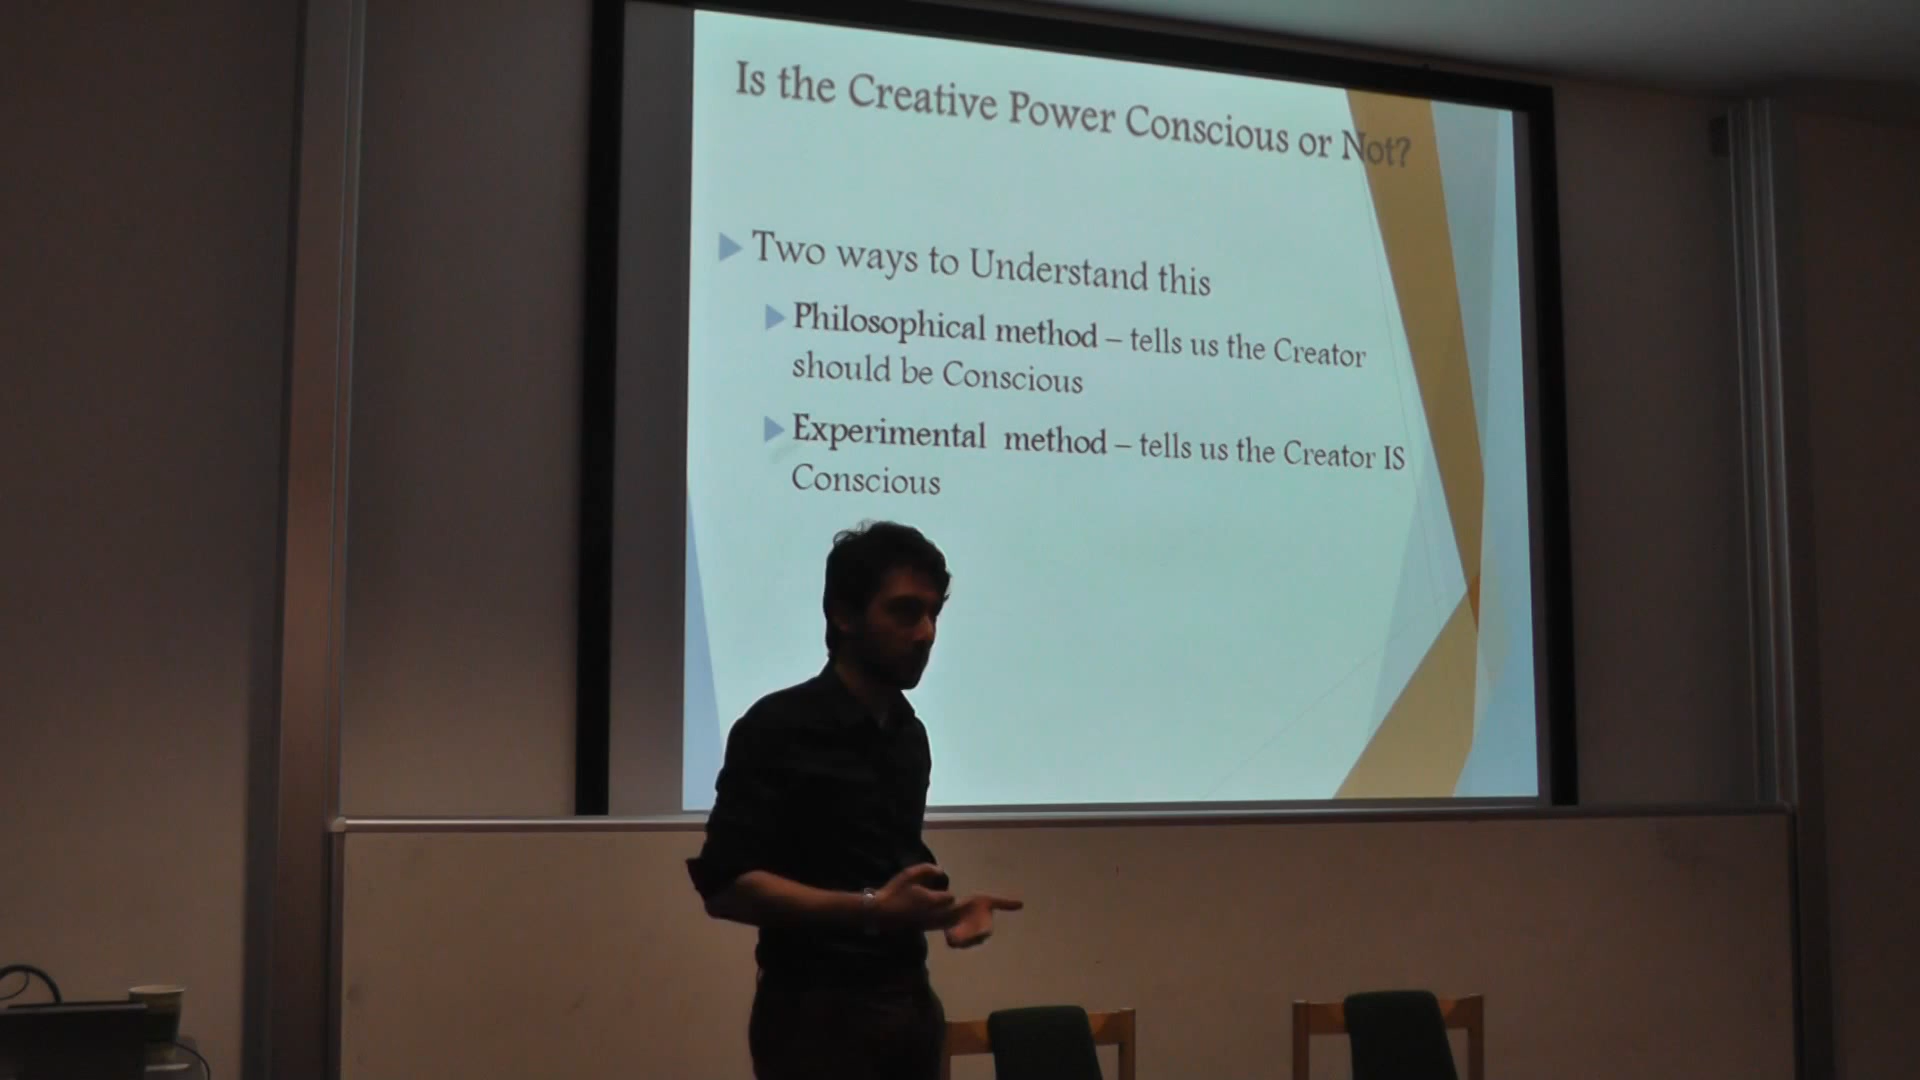 Is the Creative Power Conscious or Not?
Two ways to Understand this
Philosophical method – tells us the Creator
should be Conscious
Experimental method – tells us the Creator IS
Conscious